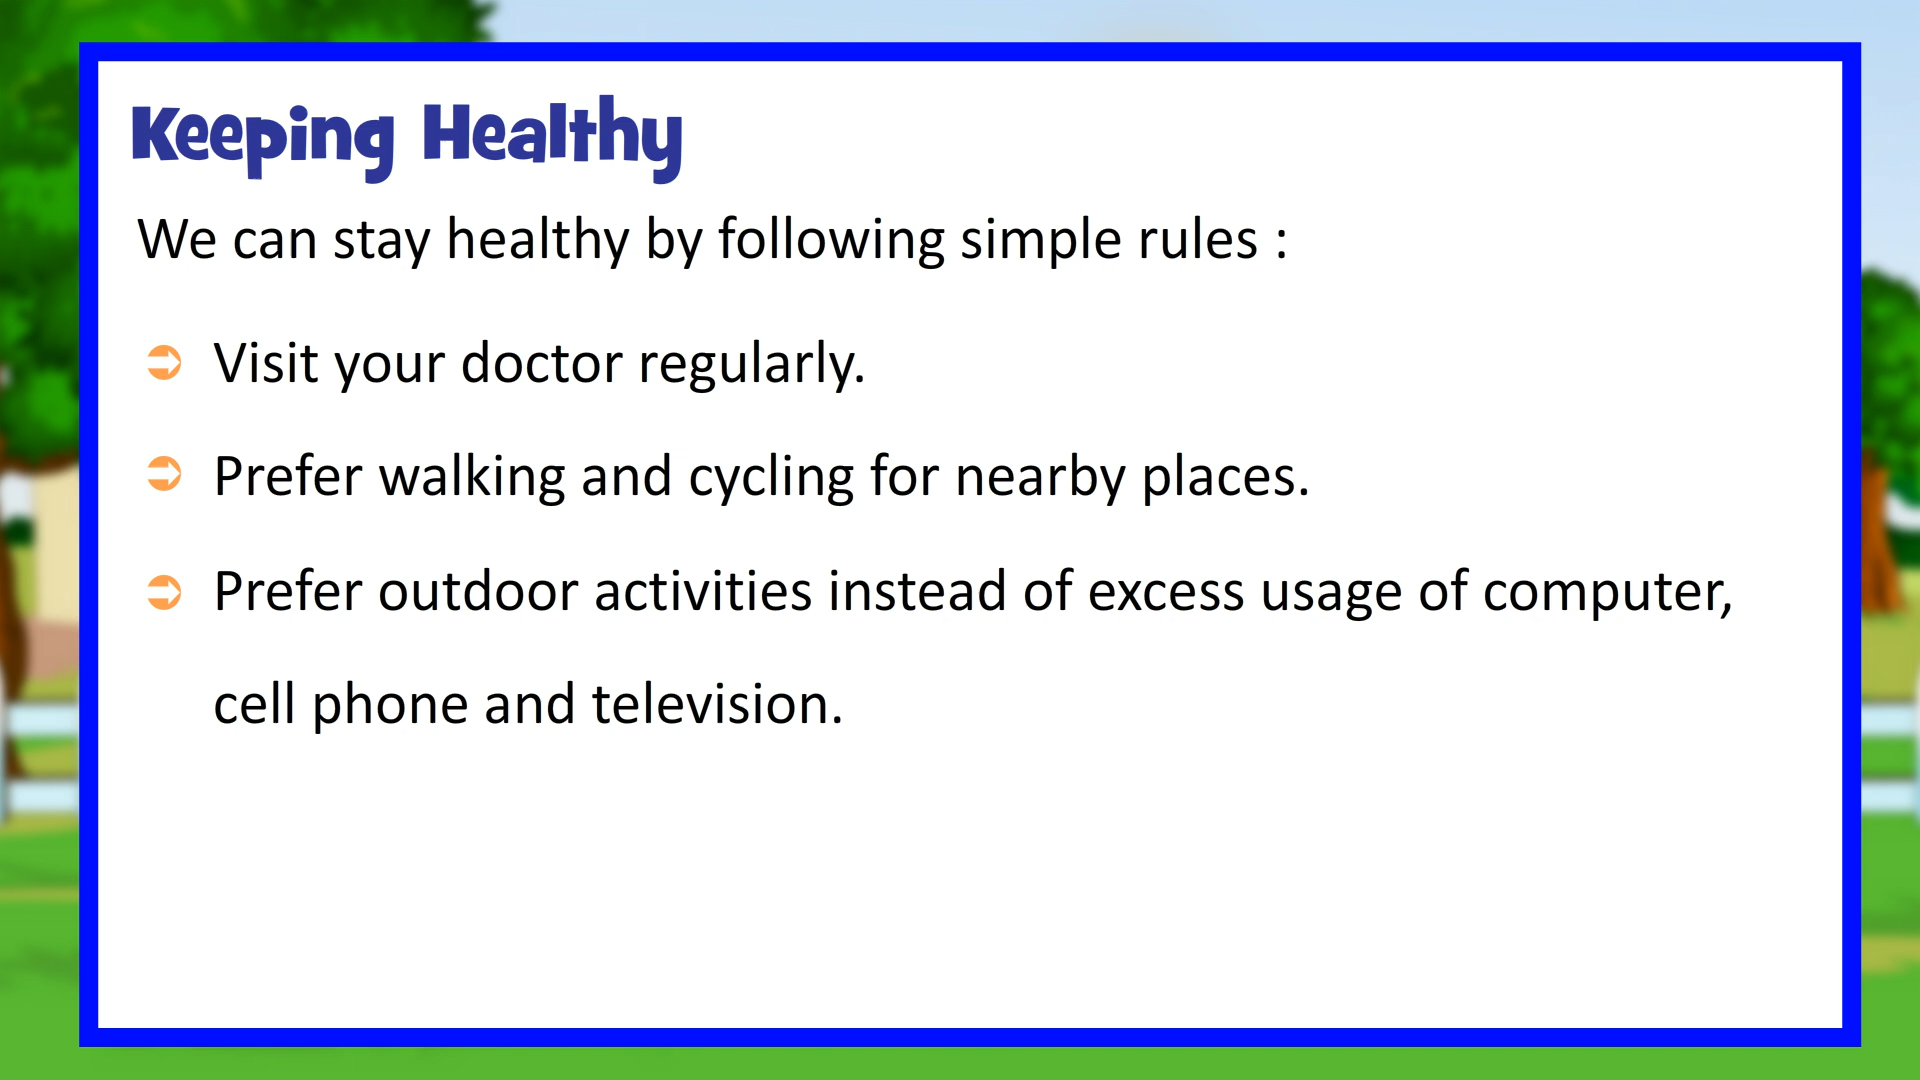 Keeping Healthy
We can stay healthy by following simple rules :
➲ Visit your doctor regularly.
➲ Prefer walking and cycling for nearby places.
➲ Prefer outdoor activities instead of excess usage of computer,
cell phone and television.